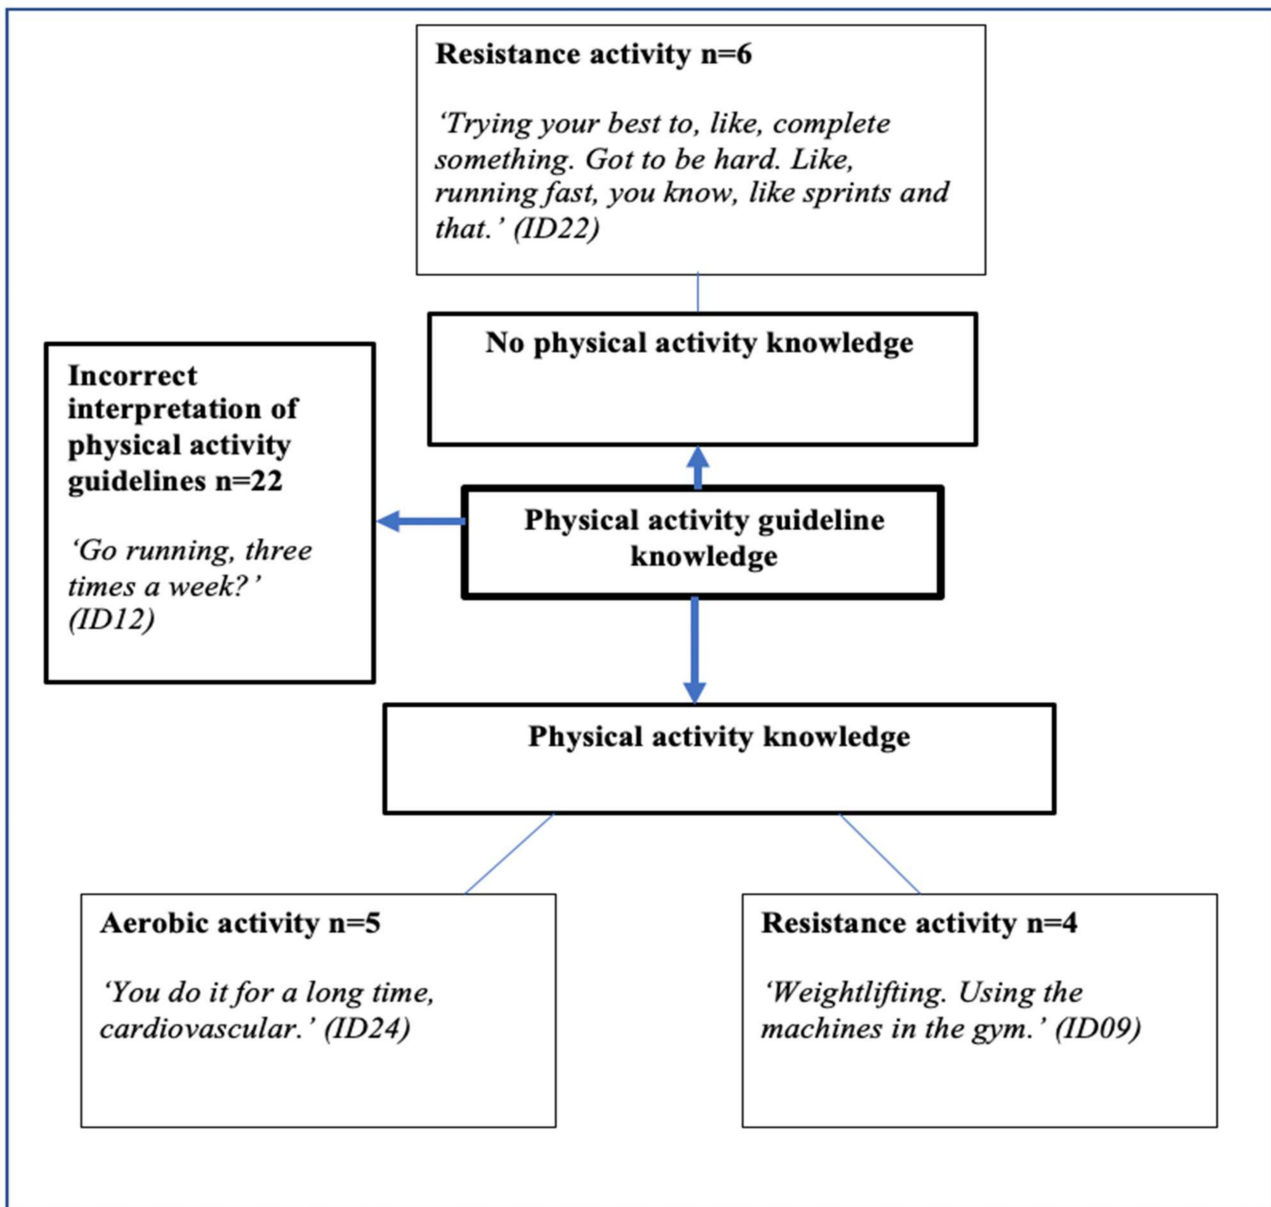 Resistance activity n=6
‘Trying your best to, like, complete
something. Got to be hard. Like,
running fast, you know, like sprints and
that.’ (ID22)
No physical activity knowledge
Incorrect
interpretation of
physical activity
guidelines n=22
‘Go running, three
times a week?’
(ID12)
Physical activity guideline
knowledge
Physical activity knowledge
Aerobic activity n=5
‘You do it for a long time,
cardiovascular.’ (ID24)
Resistance activity n=4
‘Weightlifting. Using the
machines in the gym.’ (ID09)